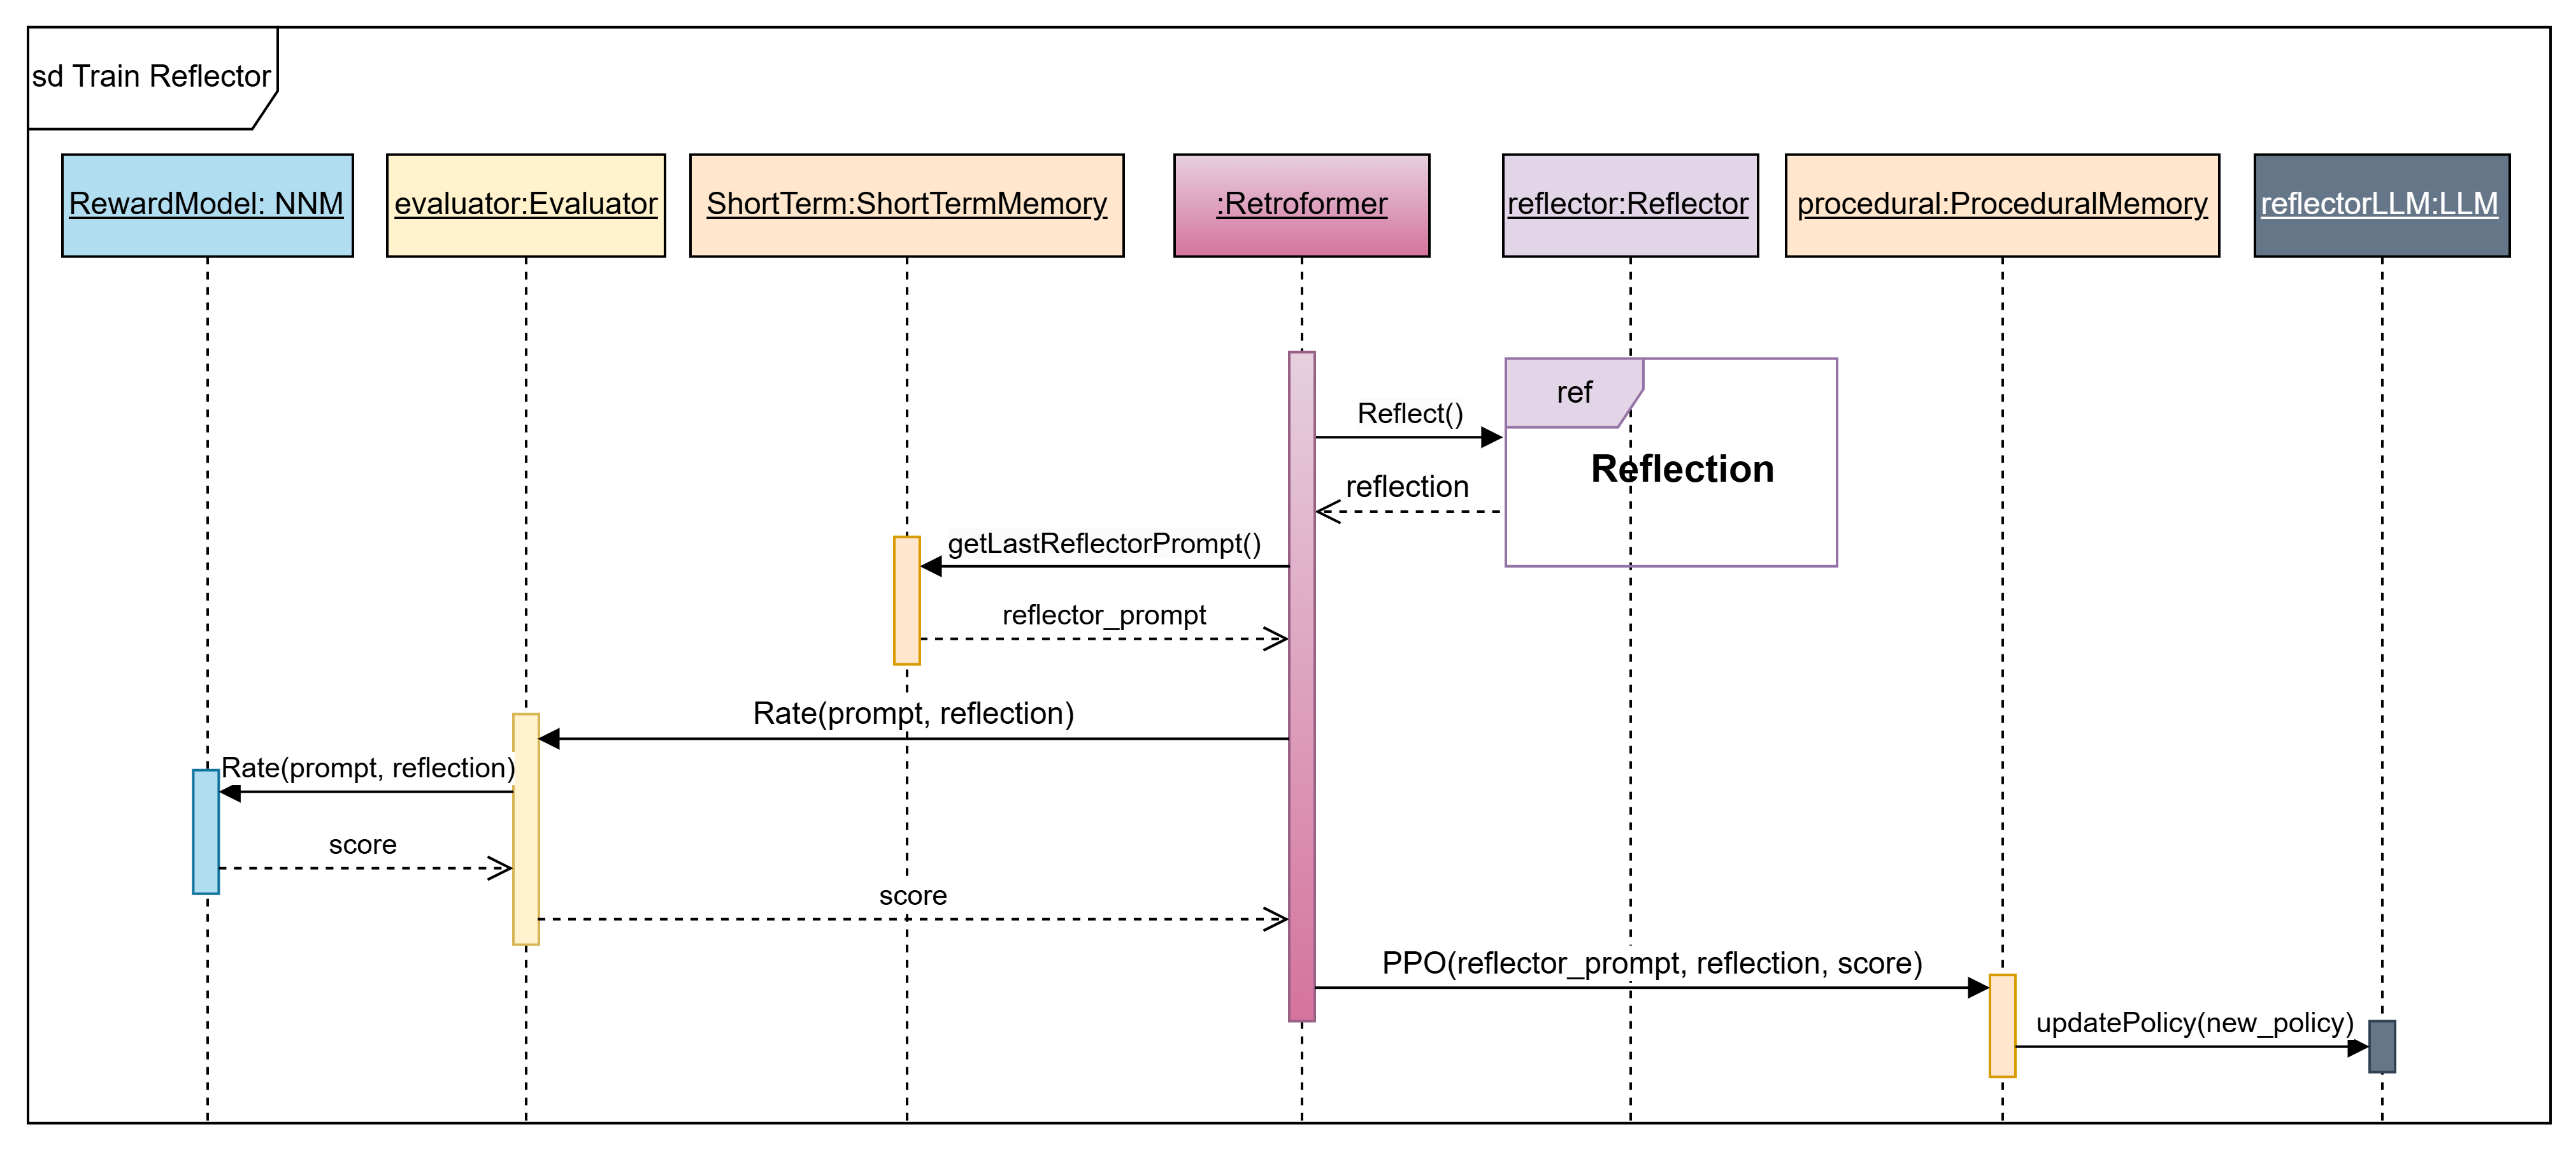 sd Train Reflector
RewardModel: NNM
evaluator:Evaluator
ShortTerm:ShortTermMemory
:Retroformer
reflector:Reflector
procedural:ProceduralMemory
reflectorLLM:LLM
ref
Reflect()
Reflection
reflection
getLastReflectorPrompt()
reflector_prompt
Rate(prompt, reflection)
Rate(prompt, reflection)
score
score
PPO(reflector_prompt, reflection, score)
updatePolicy(new_policy)